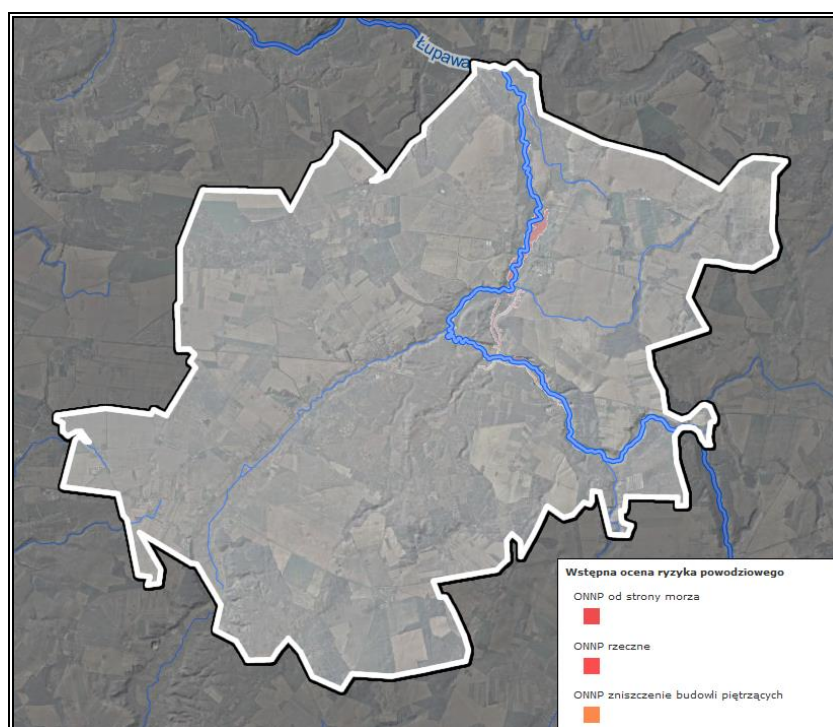 Łupawa
Wstępna ocena ryzyka powodziowego
ONNP od strony morza
ONNP rzeczne
ONNP zniszczenie budowli piętrzących